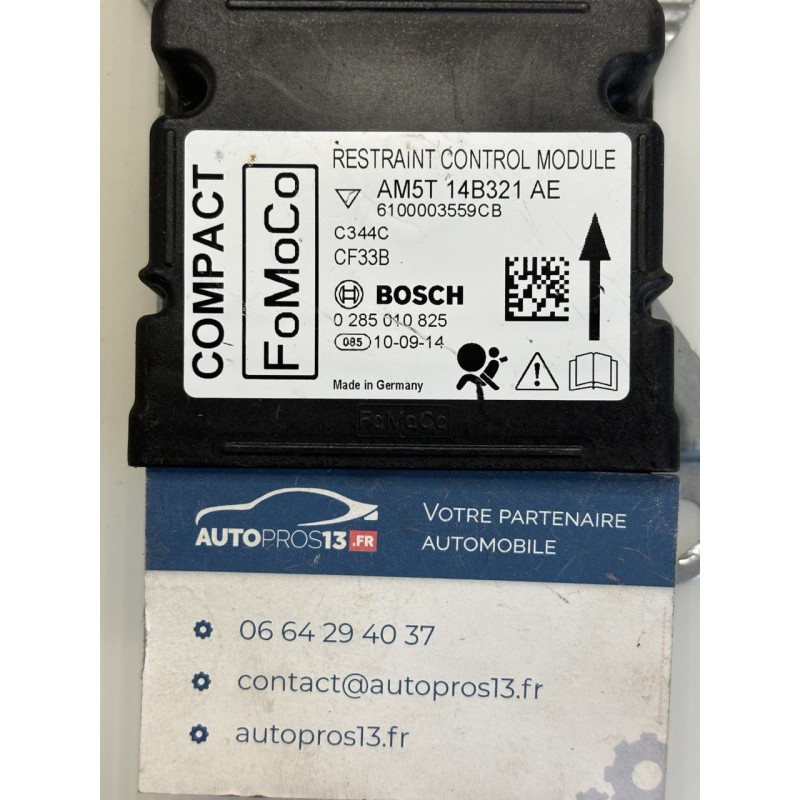 COMPACT
FoMoCo
RESTRAINT CONTROL MODULE
AM5T 14B321 AE
6100003559CB
C344C
CF33B
BOSCH
0 285 010 825
085 10-09-14
Made in Germany
FoMoCo
AUTOPROS13.FR
VOTRE PARTENAIRE
AUTOMOBILE
06 64 29 40 37
contact@autopros13.fr
autopros13.fr